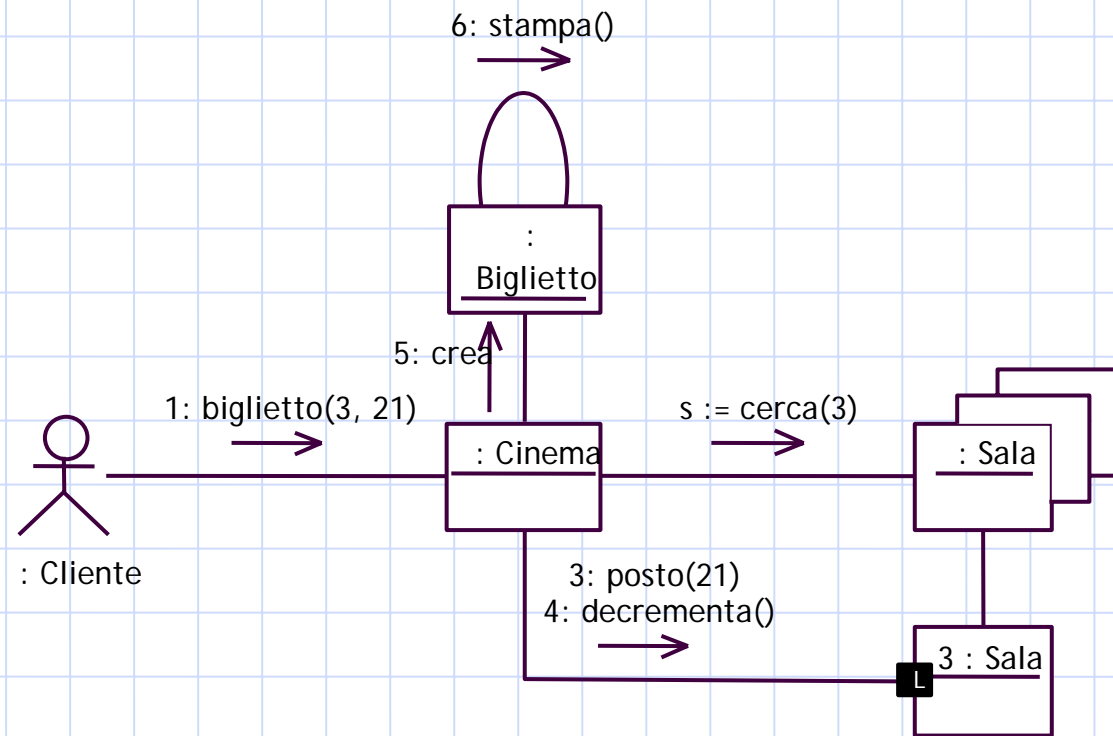 6: stampa()
:
Biglietto
5: crea
1: biglietto(3, 21)
s := cerca(3)
: Cinema
: Sala
: Cliente
3: posto(21)
4: decrementa()
3 : Sala
L